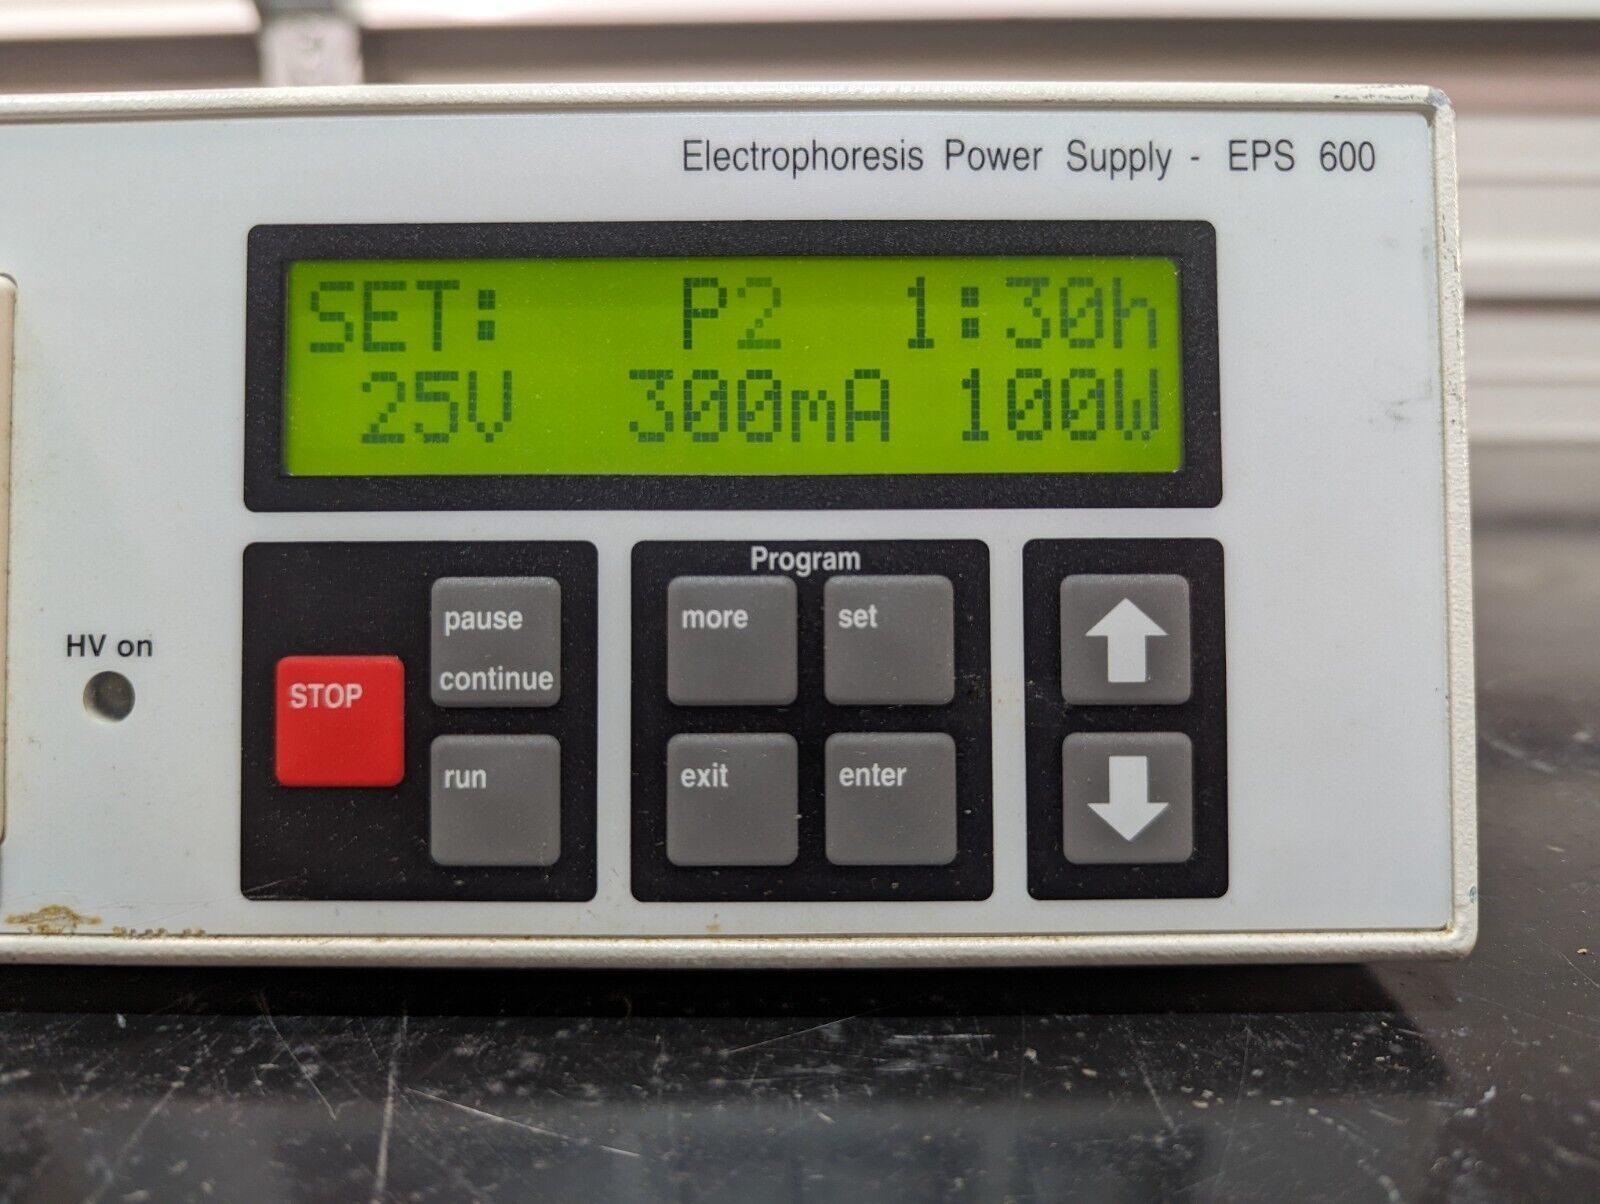 Electrophoresis Power Supply - EPS 600
SET: P2 1:30h
25V 300mA 100W
HV on
STOP
pause
continue
run
Program
more
set
exit
enter